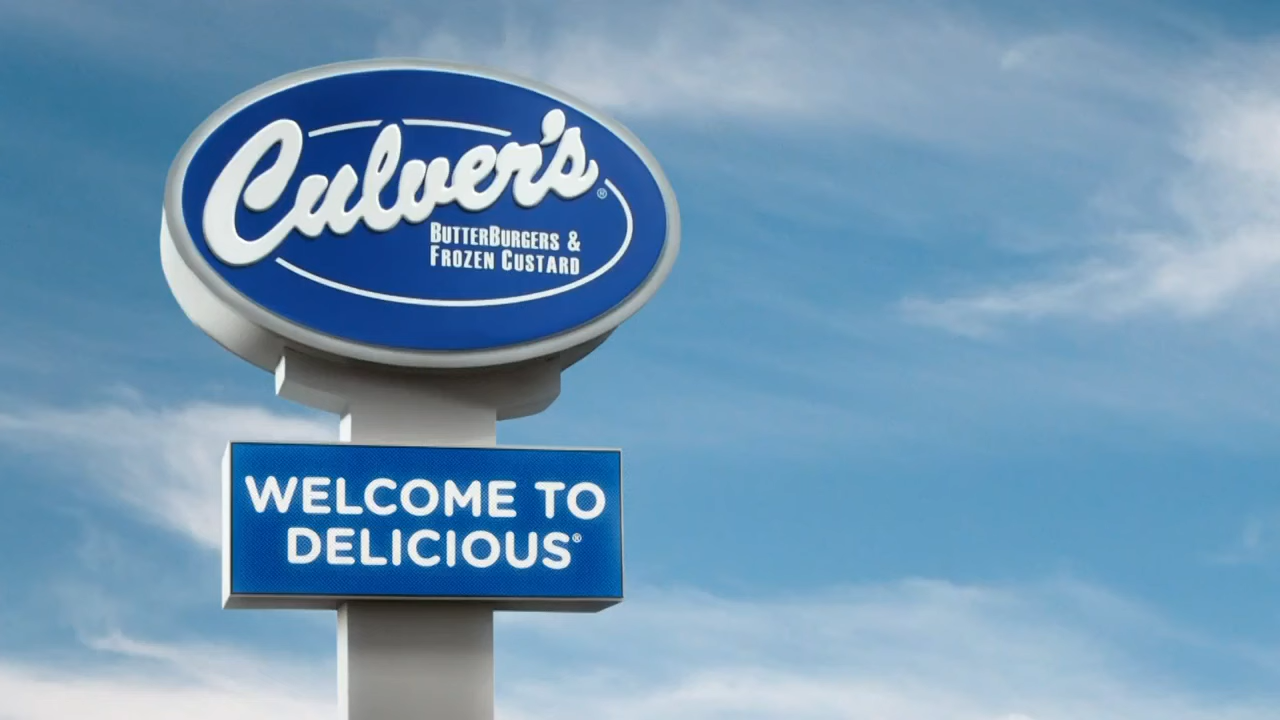 Culver's®
ButterBurgers &
Frozen Custard
WELCOME TO
DELICIOUS®